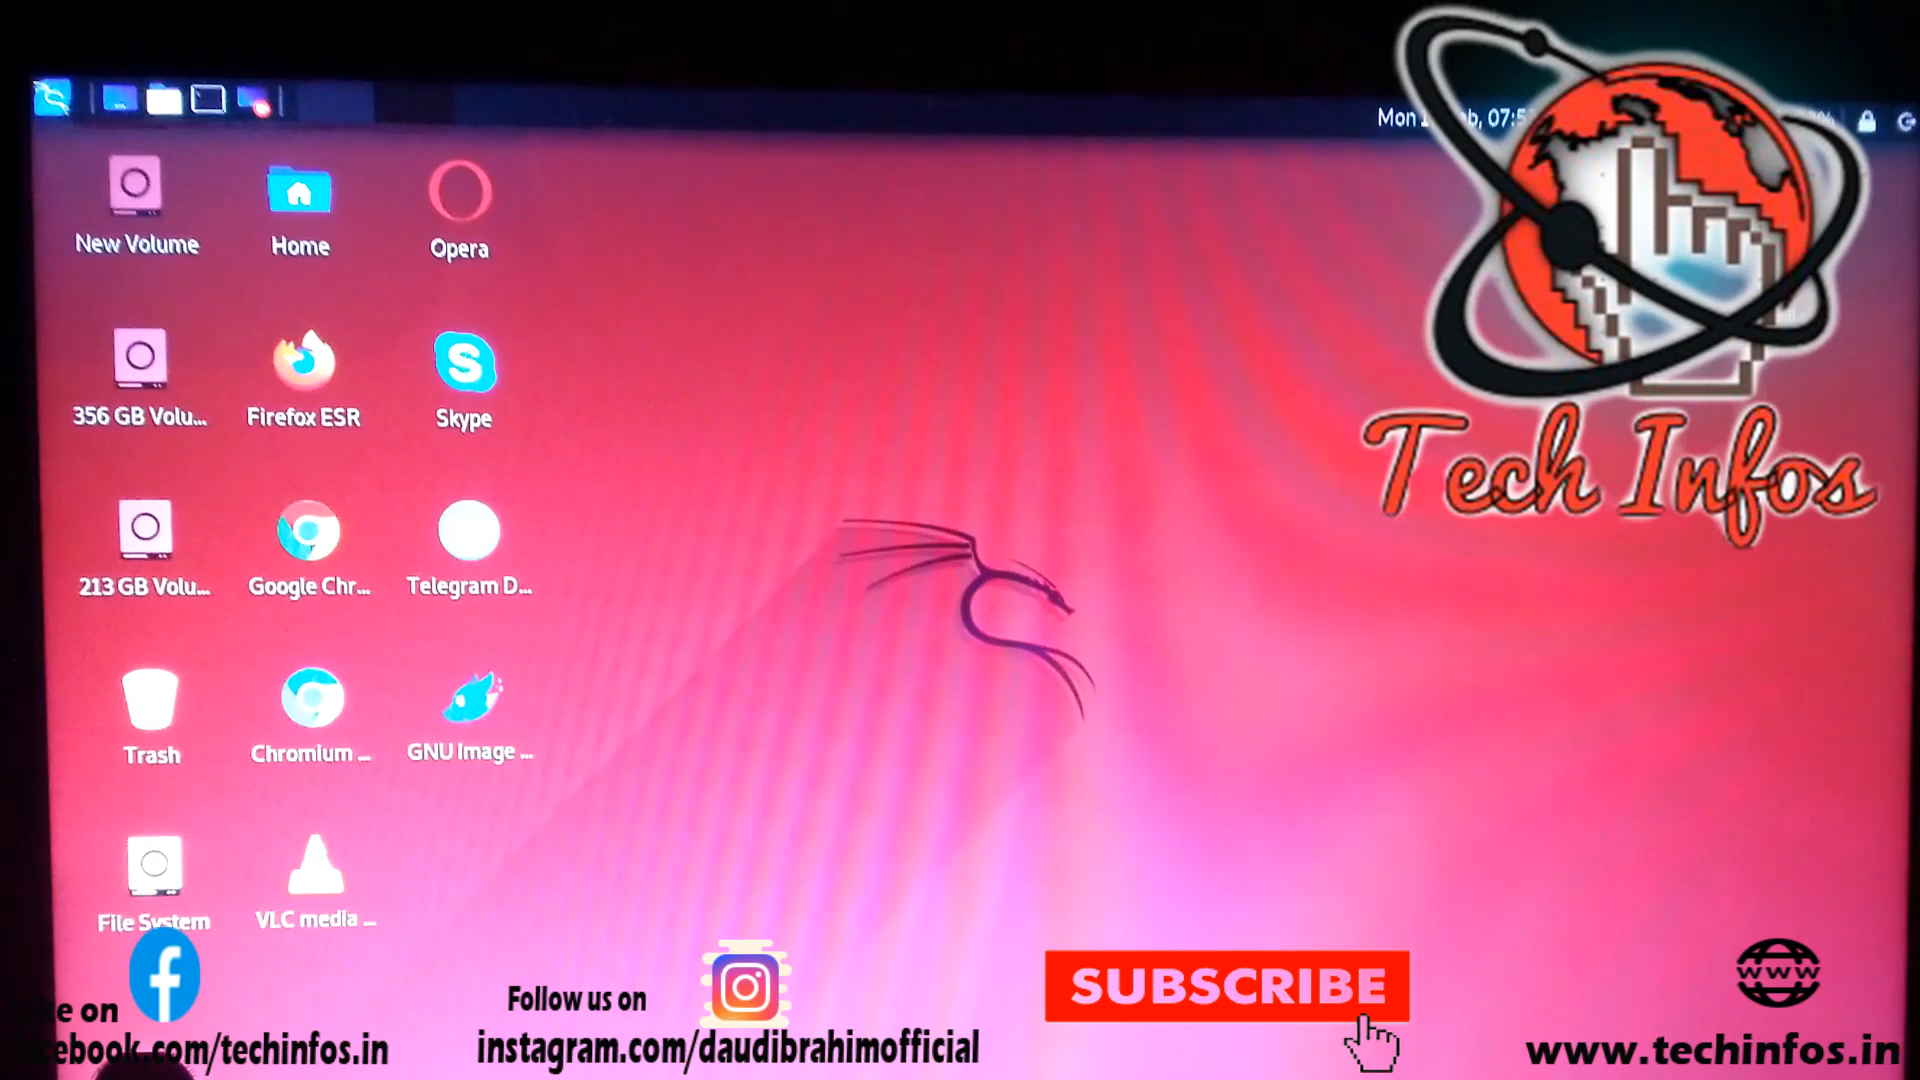 Mon
07:5
New Volume
Home
Opera
356 GB Volu...
Firefox ESR
S
Skype
Tech Infos
213 GB Volu...
Google Chr...
Telegram D...
Trash
Chromium ...
GNU Image ...
File System
VLC media ...
f
on
Follow us on
SUBSCRIBE
WWW
cebook.com/techinfos.in
instagram.com/daudibrahimofficial
www.techinfos.in